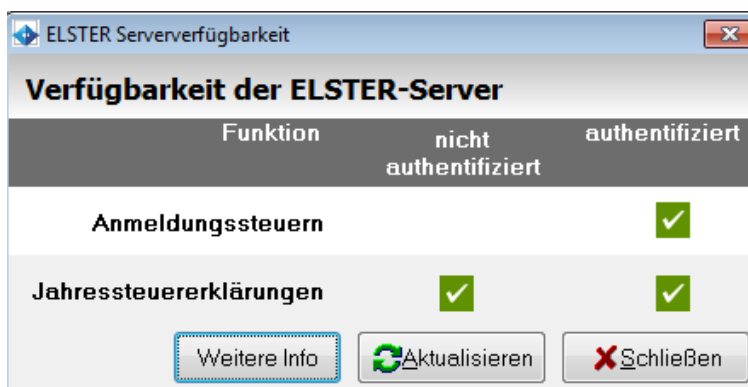 ELSTER Serververfügbarkeit
Verfügbarkeit der ELSTER-Server
Funktion nicht authentifiziert
authentifiziert
Anmeldungssteuern
Jahressteuererklärungen
Weitere Info Aktualisieren Schließen